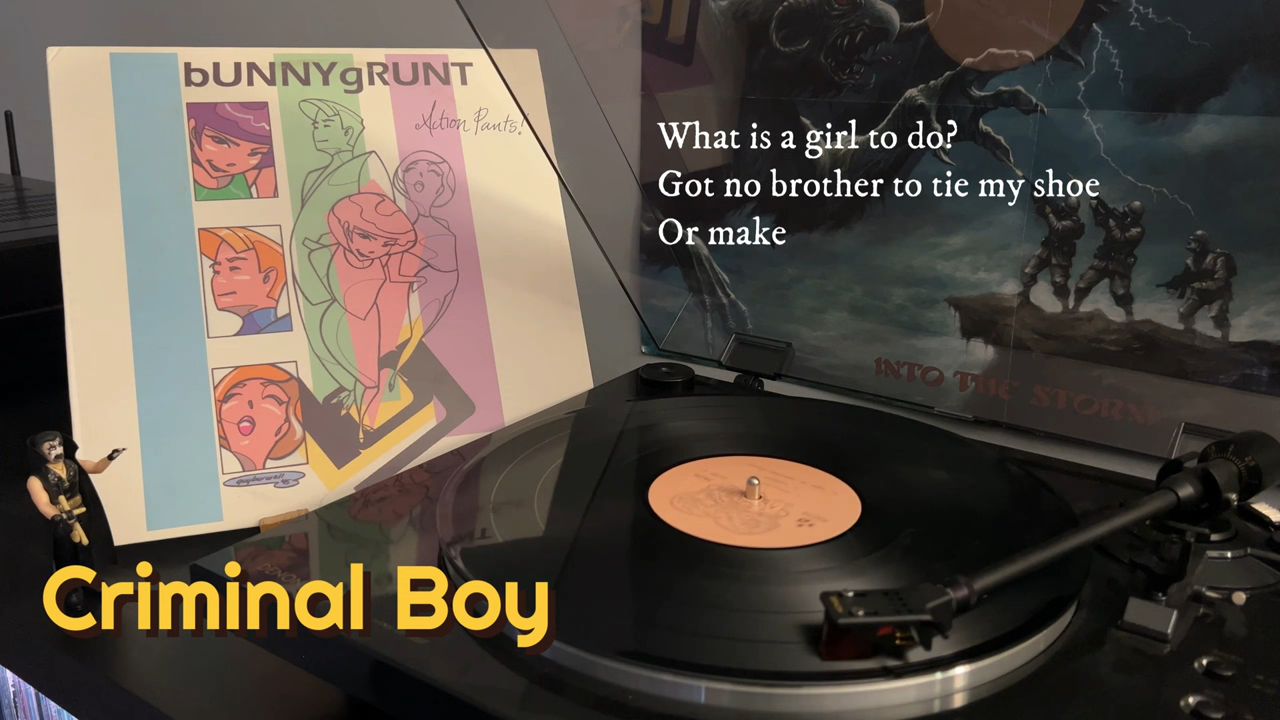 bUNNYgRUNT
Action Pants!
What is a girl to do?
Got no brother to tie my shoe
Or make
INTO THE STORM
Criminal Boy